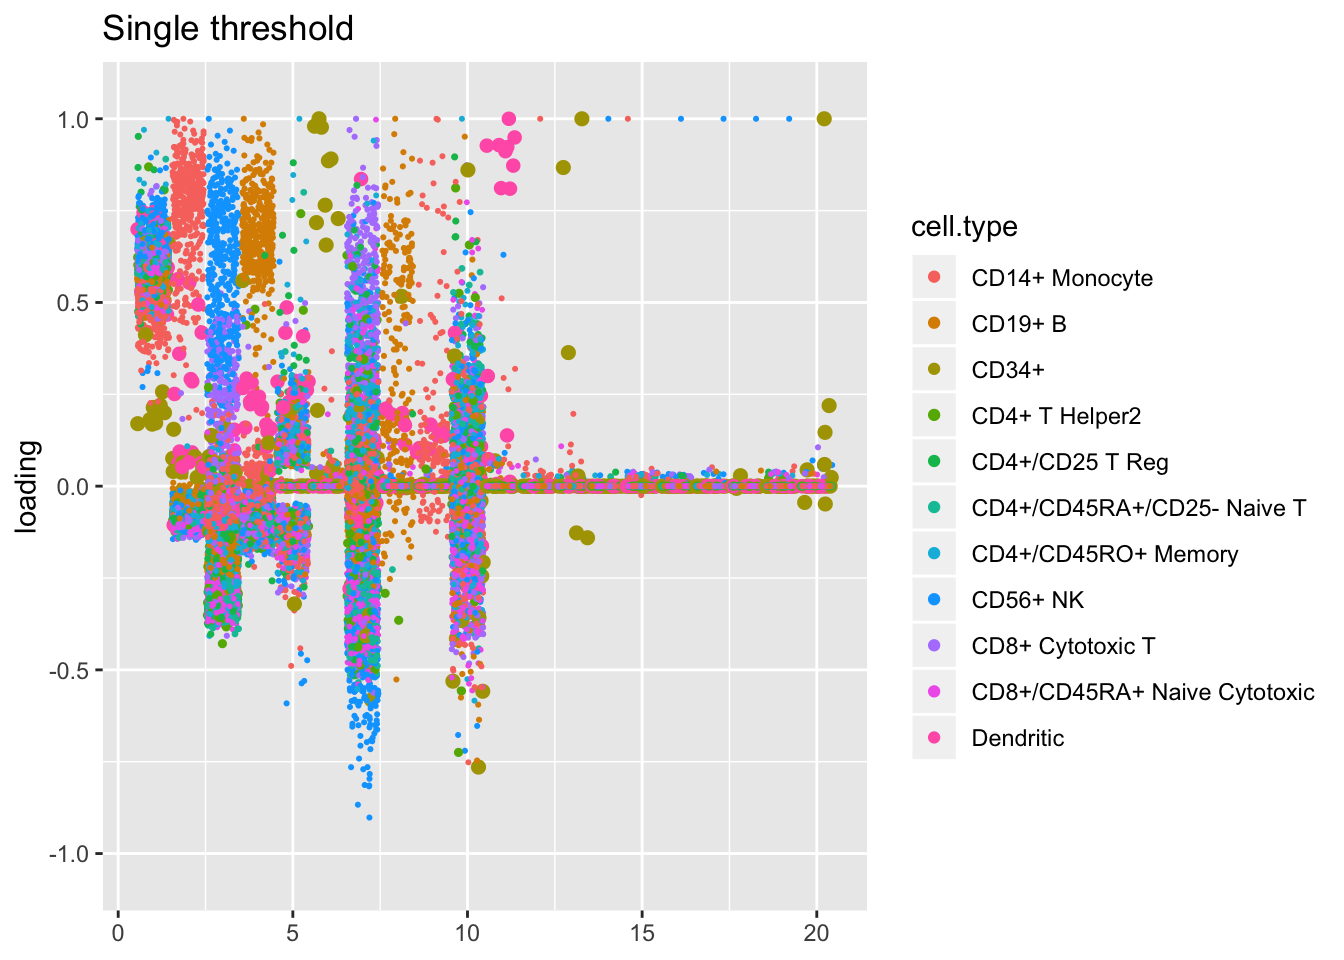 Single threshold
loading
1.0
0.5
0.0
-0.5
-1.0
0
5
10
15
20
cell.type
CD14+ Monocyte
CD19+ B
CD34+
CD4+ T Helper2
CD4+/CD25 T Reg
CD4+/CD45RA+/CD25- Naive T
CD4+/CD45RO+ Memory
CD56+ NK
CD8+ Cytotoxic T
CD8+/CD45RA+ Naive Cytotoxic
Dendritic